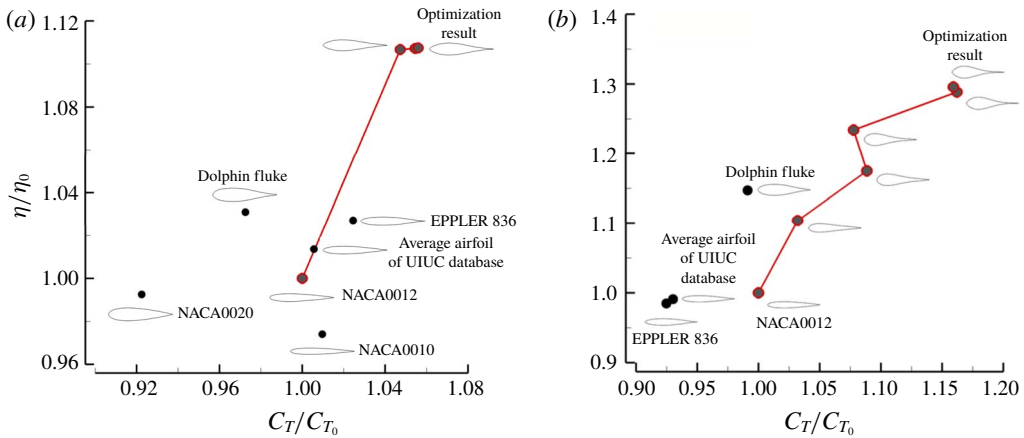 (a)
1.12
1.08
1.04
1.00
0.96
η/η0
Optimization
result
Dolphin fluke
EPPLER 836
Average airfoil
of UIUC database
NACA0012
NACA0020
NACA0010
0.92
1.00
1.04
1.08
CT/CT0
(b)
1.4
1.3
1.2
1.1
1.0
0.9
η/η0
Optimization
result
Dolphin fluke
Average airfoil
of UIUC
database
NACA0012
EPPLER 836
0.90
0.95
1.00
1.05
1.10
1.15
1.20
CT/CT0